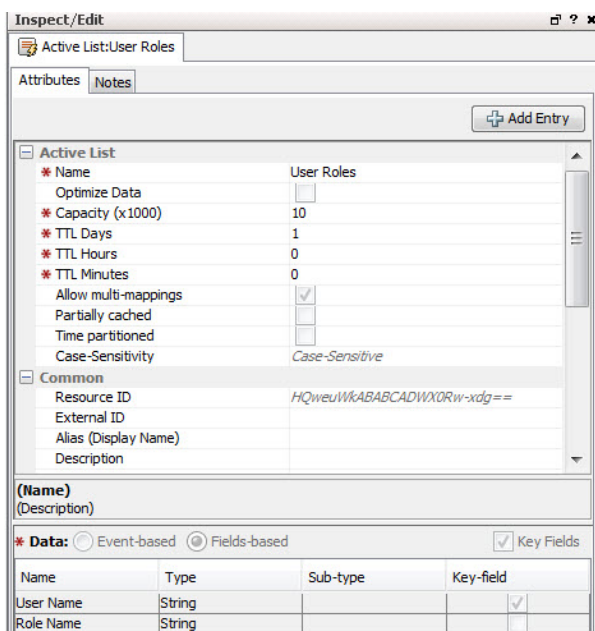 Inspect/Edit
Active List:User Roles
Attributes Notes
Add Entry
Active List
* Name User Roles
Optimize Data
* Capacity (x1000) 10
* TTL Days 1
* TTL Hours 0
* TTL Minutes 0
Allow multi-mappings
Partially cached
Time partitioned
Case-Sensitivity Case-Sensitive
Common
Resource ID HQweuWkABABCADWX0Rw-xdg==
External ID
Alias (Display Name)
Description
(Name)
(Description)
* Data: Event-based Fields-based Key Fields
Name Type Sub-type Key-field
User Name String
Role Name String